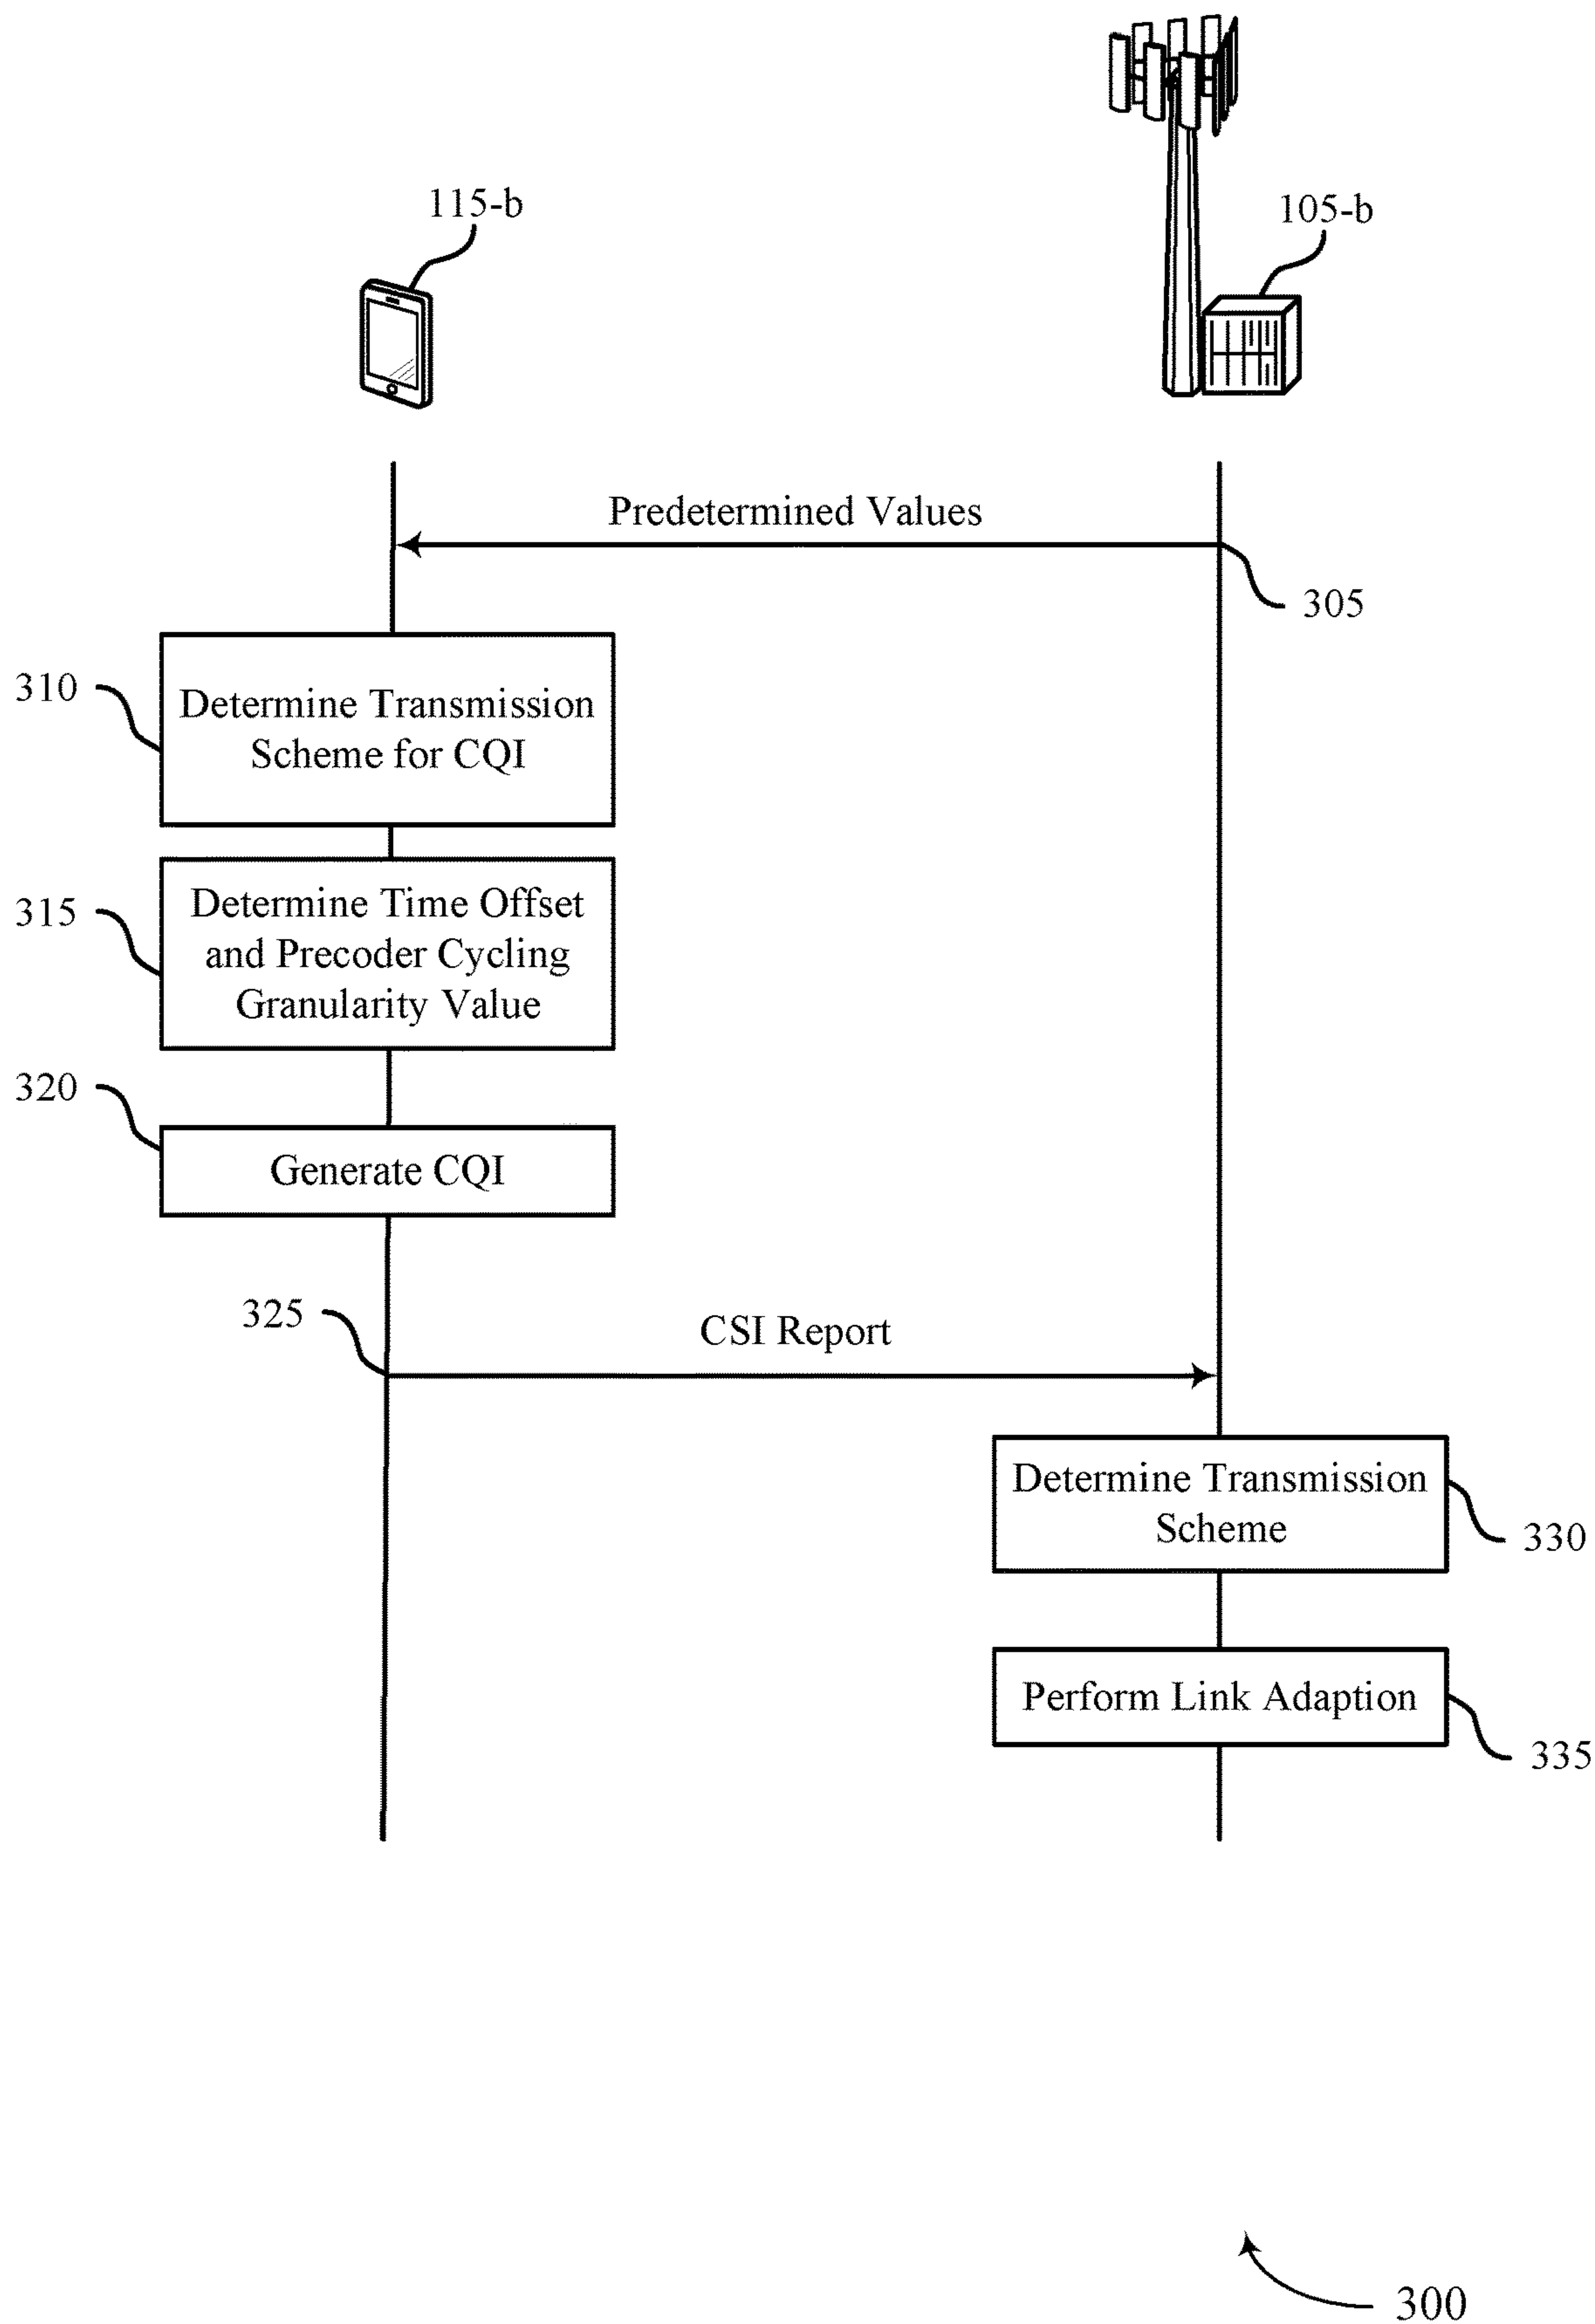 115-b
105-b
Predetermined Values
305
310
Determine Transmission
Scheme for CQI
315
Determine Time Offset
and Precoder Cycling
Granularity Value
320
Generate CQI
325
CSI Report
Determine Transmission
Scheme
330
Perform Link Adaption
335
300